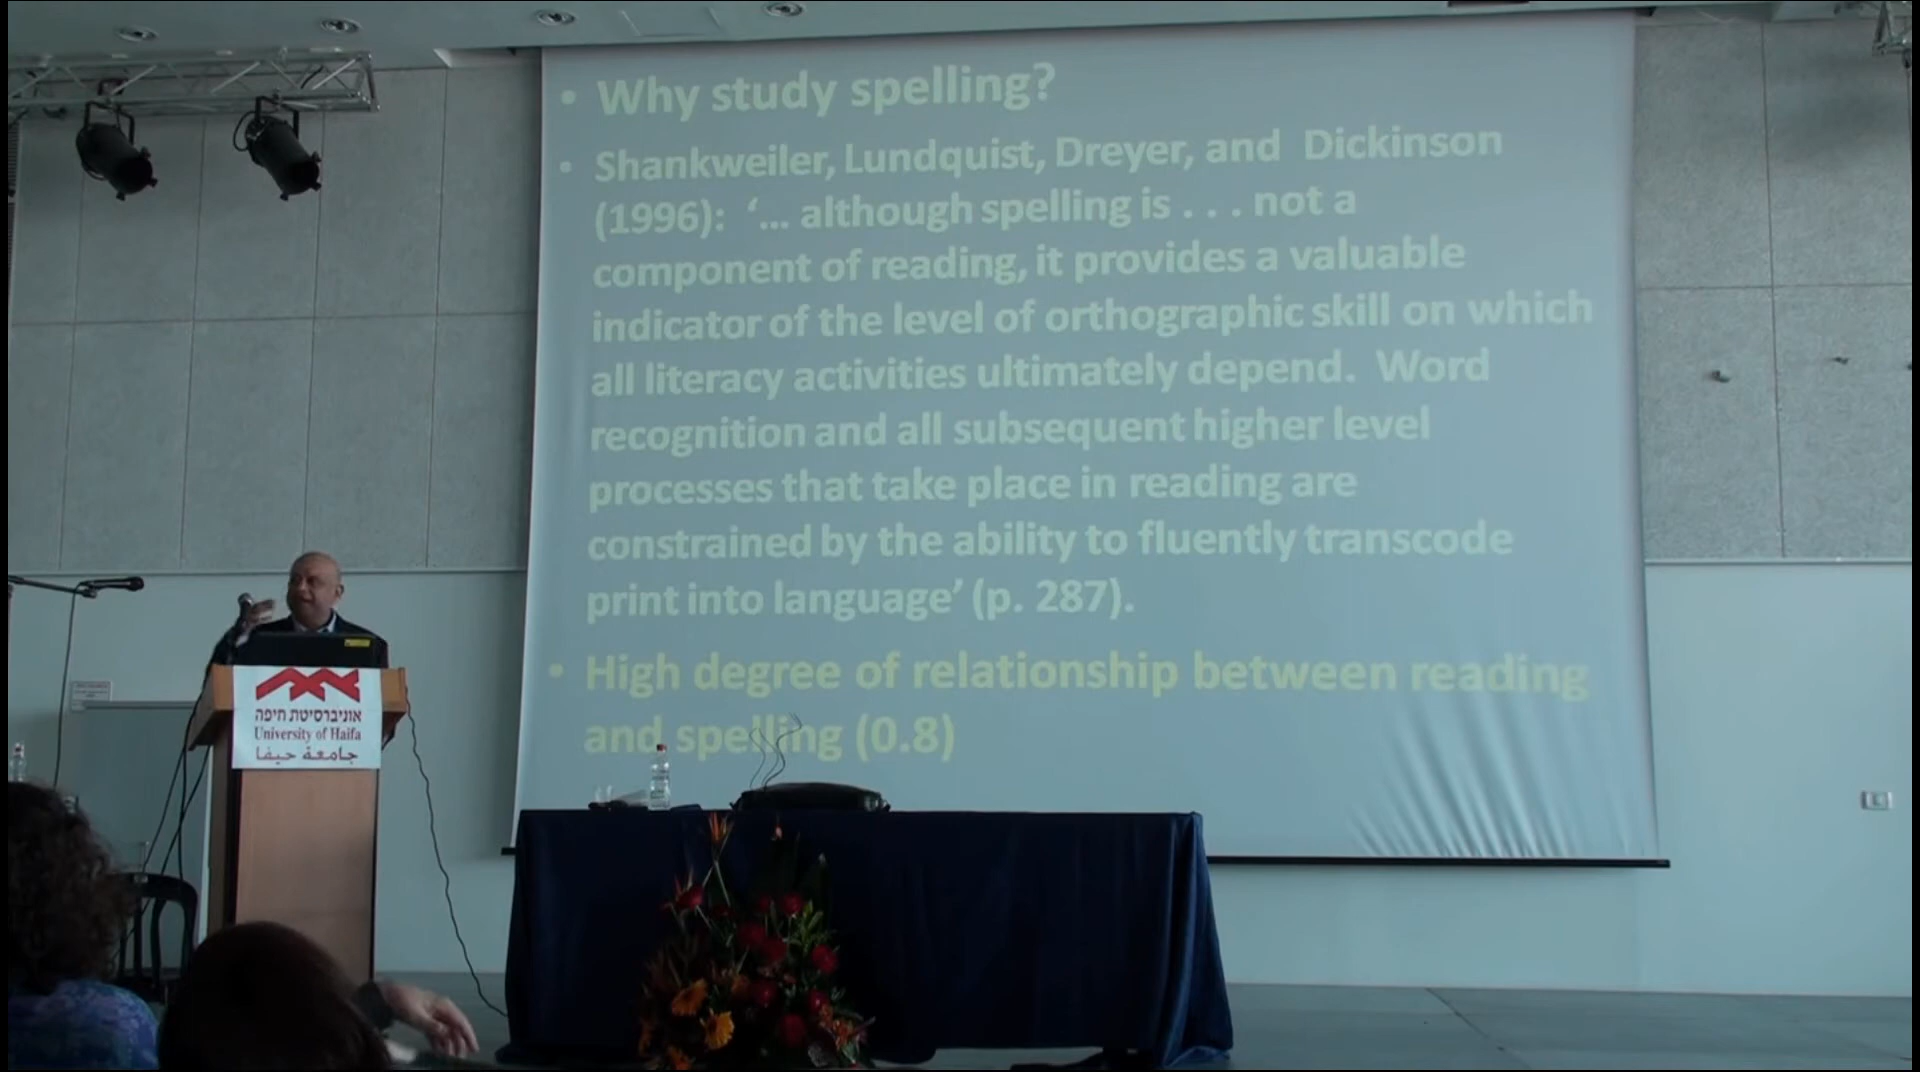 • Why study spelling?
• Shankweiler, Lundquist, Dreyer, and Dickinson
(1996): ‘... although spelling is . . . not a
component of reading, it provides a valuable
indicator of the level of orthographic skill on which
all literacy activities ultimately depend. Word
recognition and all subsequent higher level
processes that take place in reading are
constrained by the ability to fluently transcode
print into language’ (p. 287).
• High degree of relationship between reading
and spelling (0.8)
אוניברסיטת חיפה
University of Haifa
جامعة حيفا